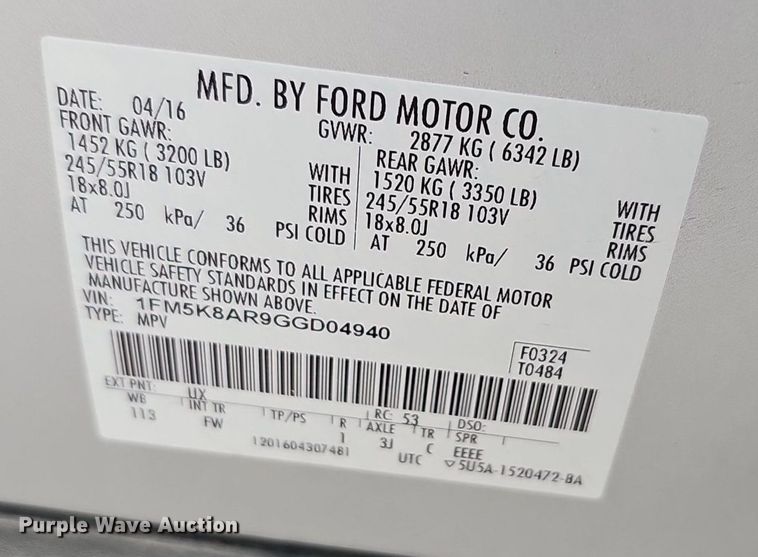 MFD. BY FORD MOTOR CO.
DATE: 04/16
GVWR: 2877 KG ( 6342 LB)
FRONT GAWR:
1452 KG ( 3200 LB) WITH
245/55R18 103V TIRES
18x8.0J RIMS
AT 250 kPa/ 36 PSI COLD
REAR GAWR:
1520 KG ( 3350 LB) WITH
245/55R18 103V TIRES
18x8.0J RIMS
AT 250 kPa/ 36 PSI COLD
THIS VEHICLE CONFORMS TO ALL APPLICABLE FEDERAL MOTOR
VEHICLE SAFETY STANDARDS IN EFFECT ON THE DATE OF
MANUFACTURE SHOWN ABOVE.
VIN: 1FM5K8AR9GGD04940
TYPE: MPV
F0324
T0484
EXT PNT: UX RC: 53 DSO:
WB INT TR TP/PS R AXLE TR SPR
113 FW 1 3J C EEEE
1201604307481 UTC ▽5U5A-1520472-BA
Purple Wave Auction